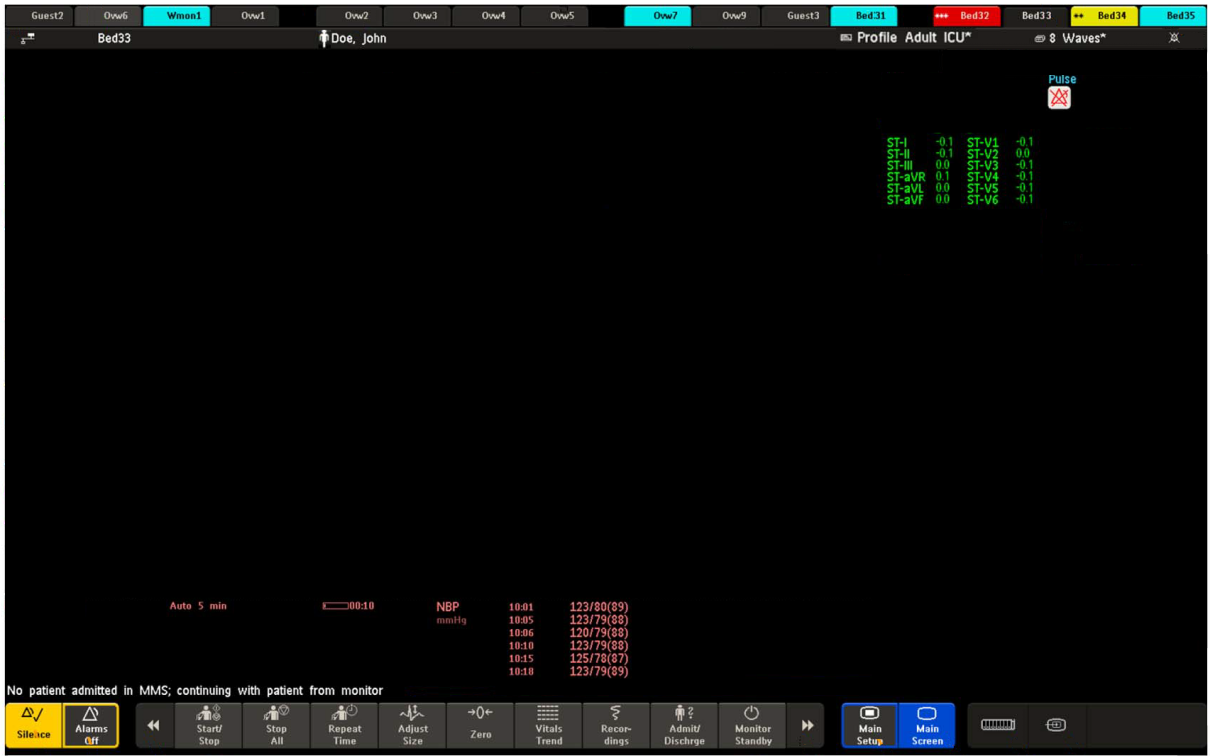 Guest2 Ovw6 Wmon1 Ovw1 Ovw2 Ovw3 Ovw4 Ovw5 Ovw7 Ovw9 Guest3 Bed31 *** Bed32 Bed33 ** Bed34 Bed35
Bed33 Doe, John Profile Adult ICU* 8 Waves*
Pulse
ST-I -0.1 ST-V1 -0.1
ST-II -0.1 ST-V2 0.0
ST-III 0.0 ST-V3 -0.1
ST-aVR 0.1 ST-V4 -0.1
ST-aVL 0.0 ST-V5 -0.1
ST-aVF 0.0 ST-V6 -0.1
Auto 5 min 00:10 NBP 10:01 123/80(89)
mmHg 10:05 123/79(88)
10:06 120/79(88)
10:10 123/79(88)
10:15 125/78(87)
10:18 123/79(89)
No patient admitted in MMS; continuing with patient from monitor
Silence
Alarms
Off
Start/
Stop
Stop
All
Repeat
Time
Adjust
Size
→0←
Zero
Vitals
Trend
Recor-
dings
Admit/
Dischrge
Monitor
Standby
Main
Setup
Main
Screen